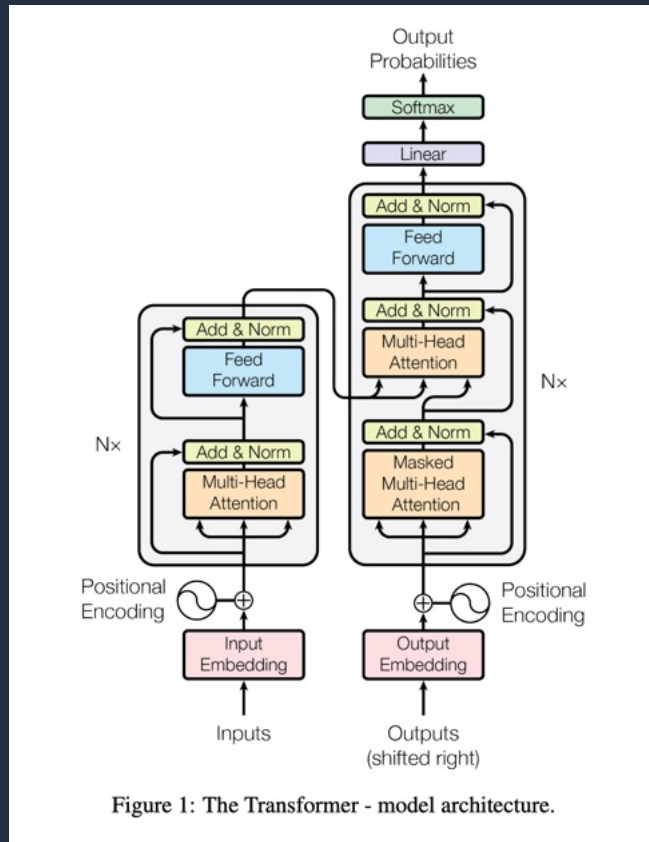 Output
Probabilities
Softmax
Linear
Add & Norm
Feed
Forward
Add & Norm
Multi-Head
Attention
Nx
Add & Norm
Masked
Multi-Head
Attention
Add & Norm
Feed
Forward
Nx
Add & Norm
Multi-Head
Attention
Positional
Encoding
Positional
Encoding
Input
Embedding
Output
Embedding
Inputs
Outputs
(shifted right)
Figure 1: The Transformer - model architecture.